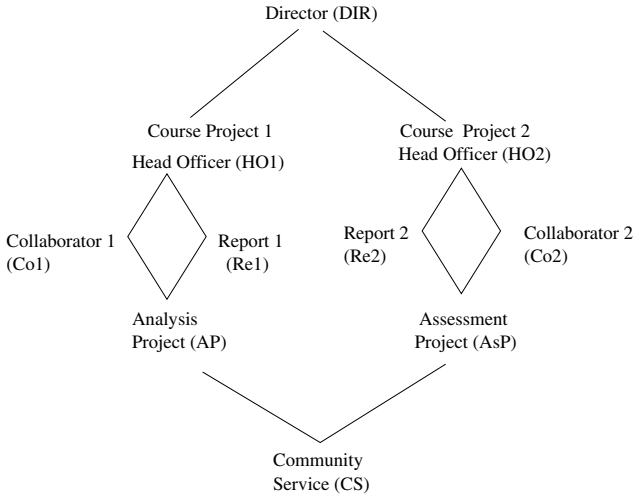 Director (DIR)
Course Project 1
Head Officer (HO1)
Course Project 2
Head Officer (HO2)
Collaborator 1
(Co1)
Report 1
(Re1)
Report 2
(Re2)
Collaborator 2
(Co2)
Analysis
Project (AP)
Assessment
Project (AsP)
Community
Service (CS)